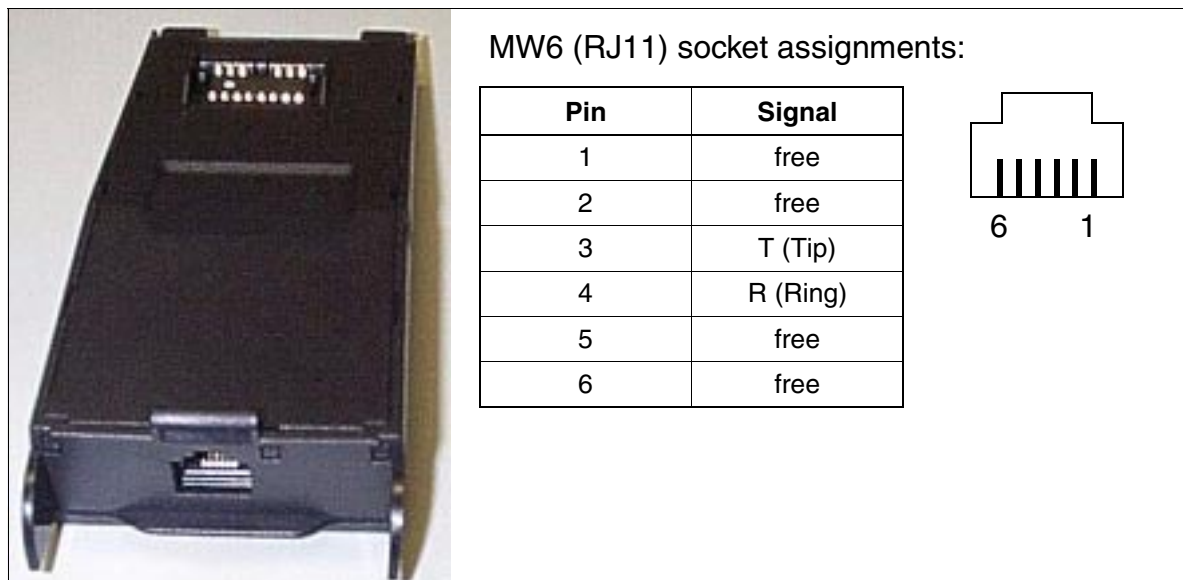 MW6 (RJ11) socket assignments:
Pin Signal
1 free
2 free
3 T (Tip)
4 R (Ring)
5 free
6 free
6 1